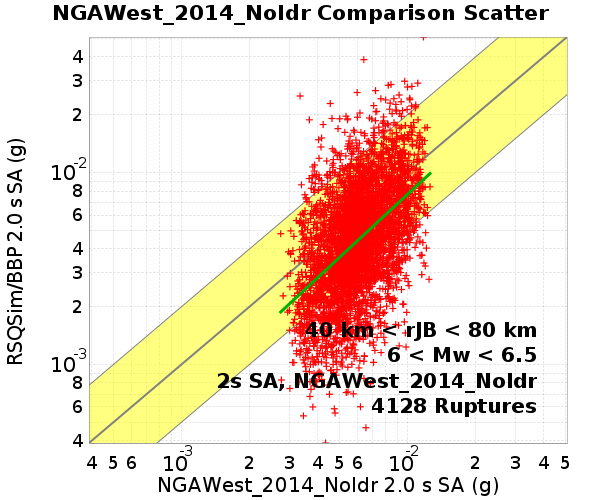 NGAWest_2014_NoIdr Comparison Scatter
RSQSim/BBP 2.0 s SA (g)
4
3
2
10^-2
8
6
4
3
2
10^-3
8
6
4
40 km < rJB < 80 km
6 < Mw < 6.5
2s SA, NGAWest_2014_NoIdr
4128 Ruptures
4 5 6 10^-3 2 3 4 5 6 10^-2 2 3 4 5
NGAWest_2014_NoIdr 2.0 s SA (g)